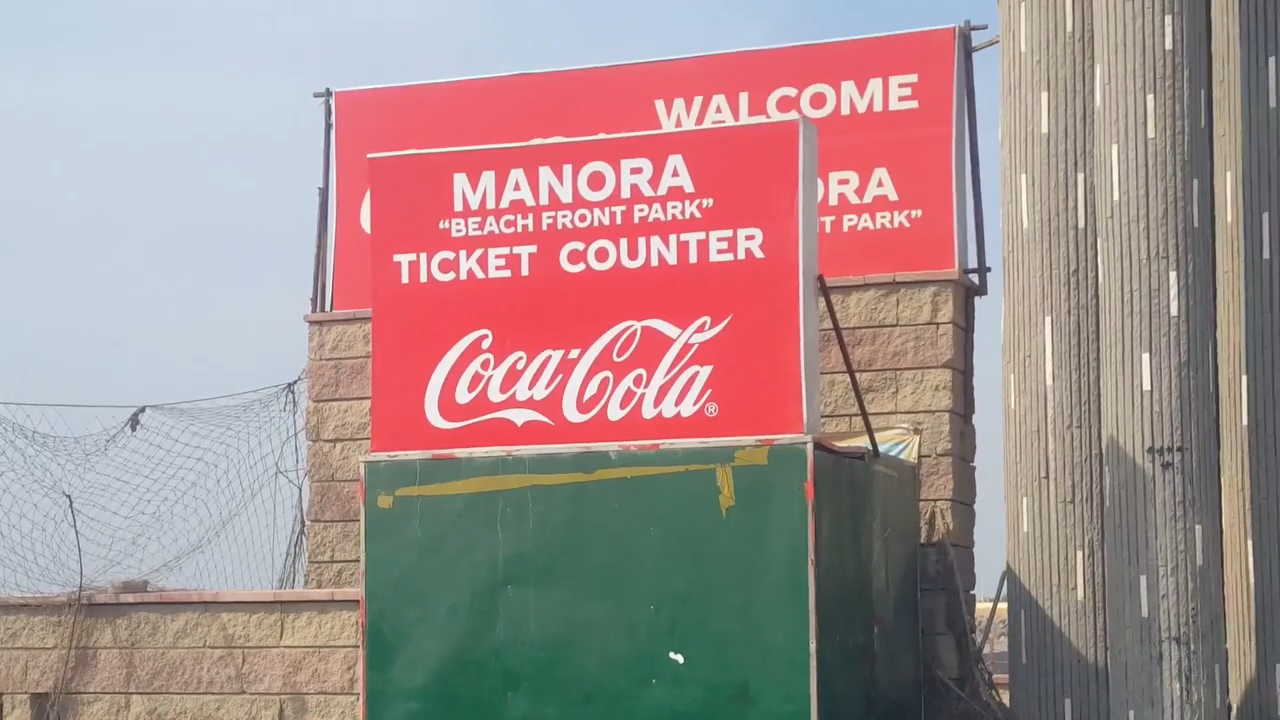 WALCOME
MANORA
“BEACH FRONT PARK”
TICKET COUNTER
Coca-Cola®
ORA
T PARK”